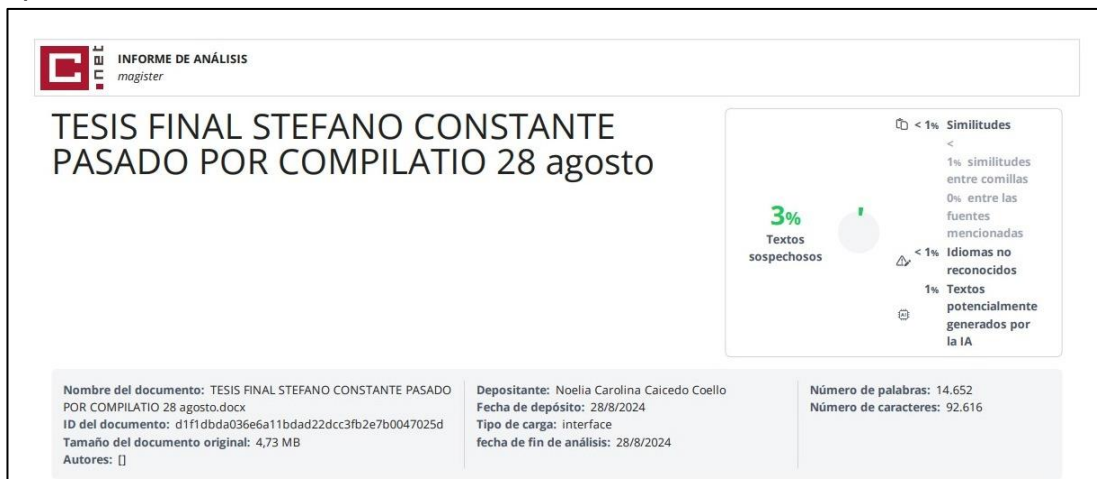 C
.net
INFORME DE ANÁLISIS
magister
TESIS FINAL STEFANO CONSTANTE
PASADO POR COMPILATIO 28 agosto
3%
Textos
sospechosos
< 1% Similitudes
<
1% similitudes
entre comillas
0% entre las
fuentes
mencionadas
< 1% Idiomas no
reconocidos
1% Textos
potencialmente
generados por
la IA
Nombre del documento: TESIS FINAL STEFANO CONSTANTE PASADO
POR COMPILATIO 28 agosto.docx
ID del documento: d1f1dbda036e6a11bdad22dcc3fb2e7b0047025d
Tamaño del documento original: 4,73 MB
Autores: []
Depositante: Noelia Carolina Caicedo Coello
Fecha de depósito: 28/8/2024
Tipo de carga: interface
fecha de fin de análisis: 28/8/2024
Número de palabras: 14.652
Número de caracteres: 92.616